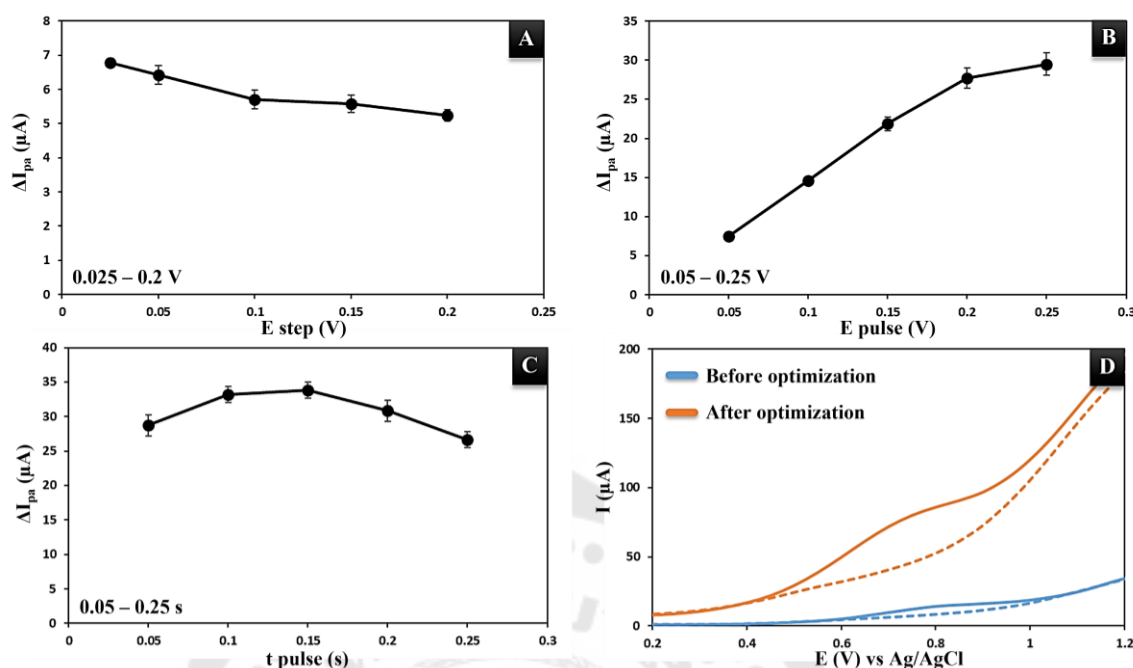 A
ΔIpa (µA)
8
7
6
5
4
3
2
1
0
0.025 – 0.2 V
0 0.05 0.1 0.15 0.2 0.25
E step (V)
B
ΔIpa (µA)
35
30
25
20
15
10
5
0
0.05 – 0.25 V
0 0.05 0.1 0.15 0.2 0.25 0.3
E pulse (V)
C
ΔIpa (µA)
40
35
30
25
20
15
10
5
0
0.05 – 0.25 s
0 0.05 0.1 0.15 0.2 0.25 0.3
t pulse (s)
D
I (µA)
200
150
100
50
0
Before optimization
After optimization
0.2 0.4 0.6 0.8 1 1.2
E (V) vs Ag/AgCl